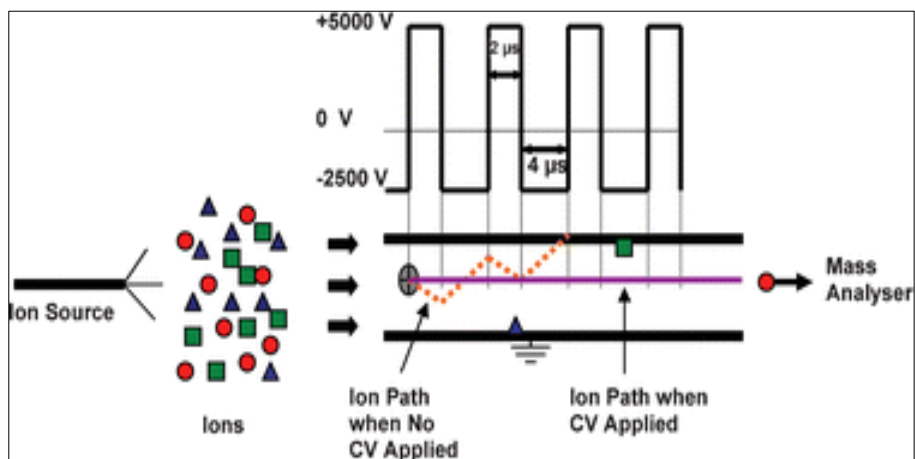 +5000 V
2 µs
0 V
4 µs
-2500 V
Ion Source
Mass
Analyser
Ions
Ion Path
when No
CV Applied
Ion Path when
CV Applied